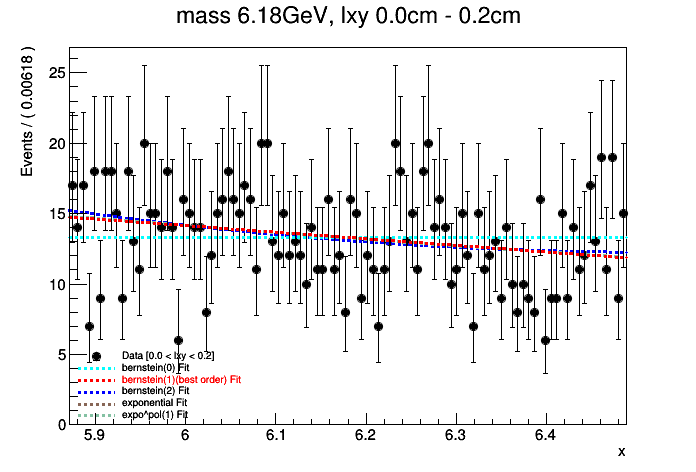 mass 6.18GeV, lxy 0.0cm - 0.2cm
Events / ( 0.00618 )
25
20
15
10
5
0
Data [0.0 < lxy < 0.2]
bernstein(0) Fit
bernstein(1)(best order) Fit
bernstein(2) Fit
exponential Fit
expo^pol(1) Fit
5.9 6 6.1 6.2 6.3 6.4
x